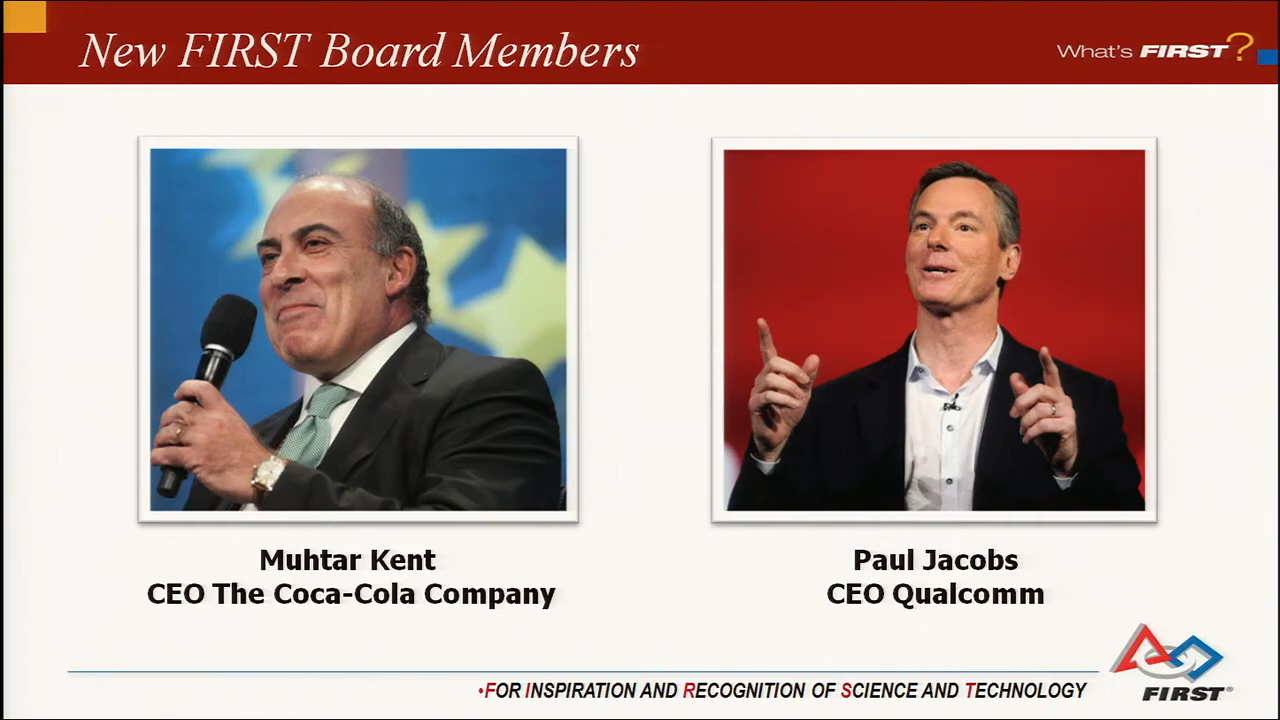 New FIRST Board Members
What's FIRST?
Muhtar Kent
CEO The Coca-Cola Company
Paul Jacobs
CEO Qualcomm
•FOR INSPIRATION AND RECOGNITION OF SCIENCE AND TECHNOLOGY
FIRST®